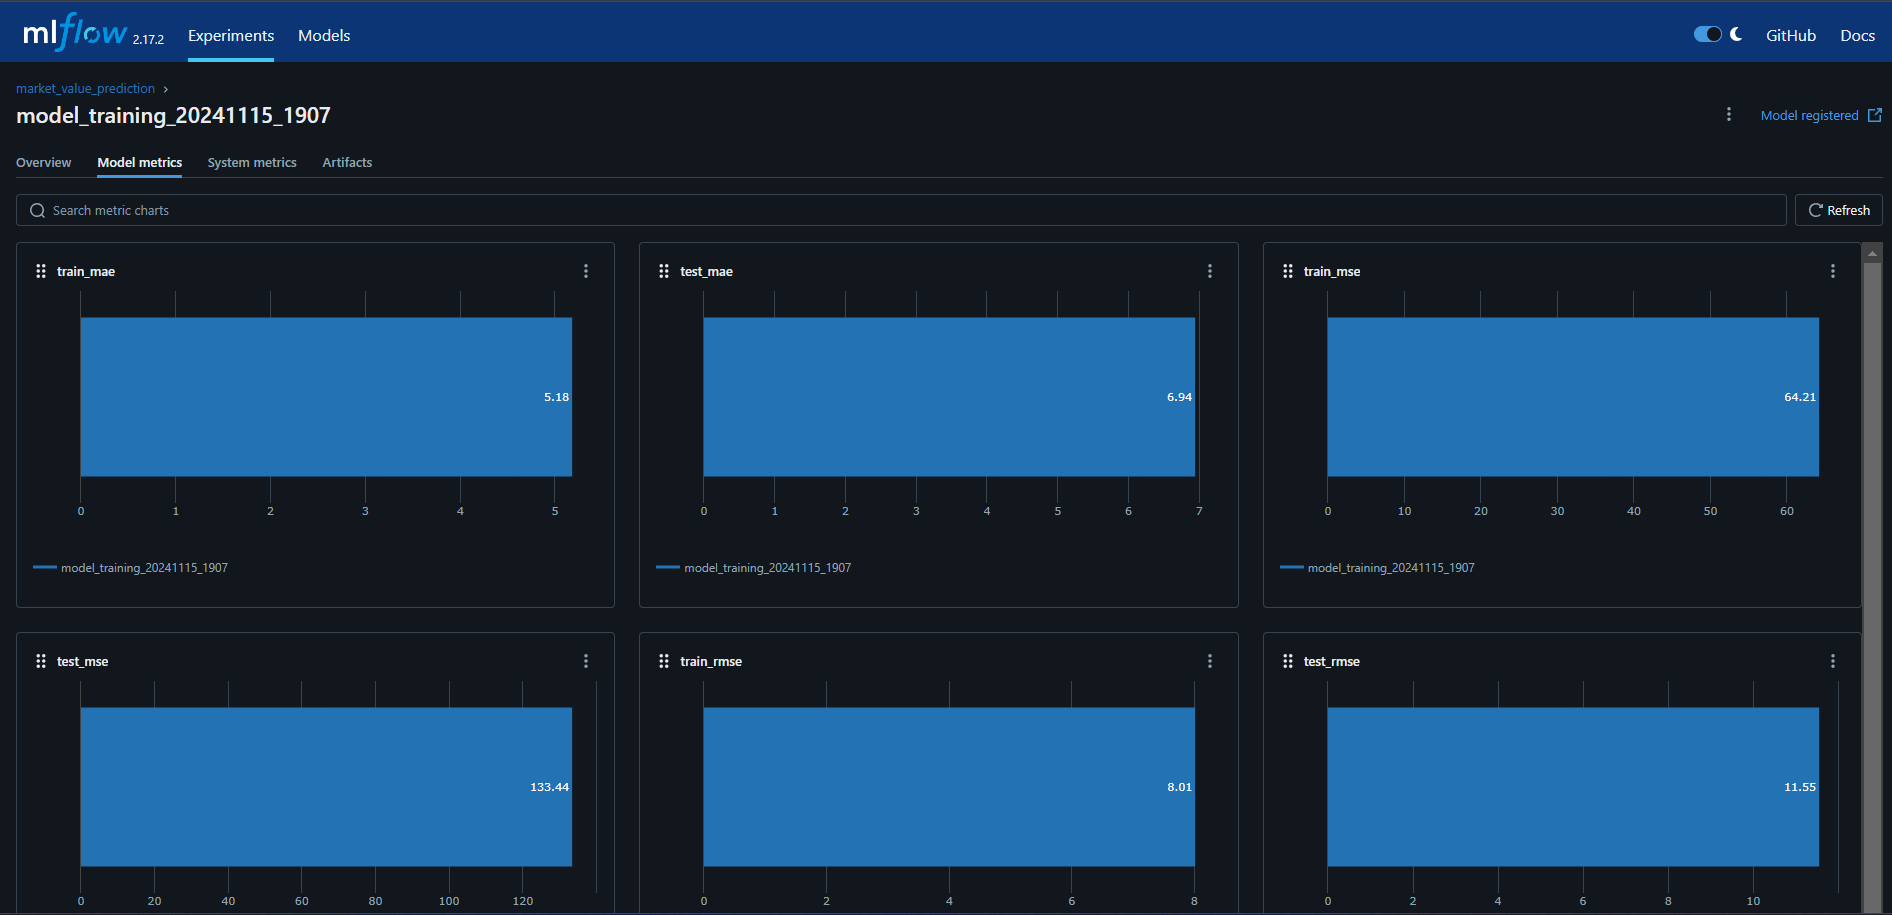 mlflow 2.17.2 Experiments Models GitHub Docs
market_value_prediction ›
model_training_20241115_1907 Model registered
Overview Model metrics System metrics Artifacts
Search metric charts Refresh
train_mae
5.18
0 1 2 3 4 5
model_training_20241115_1907
test_mae
6.94
0 1 2 3 4 5 6 7
model_training_20241115_1907
train_mse
64.21
0 10 20 30 40 50 60
model_training_20241115_1907
test_mse
133.44
0 20 40 60 80 100 120
train_rmse
8.01
0 2 4 6 8
test_rmse
11.55
0 2 4 6 8 10